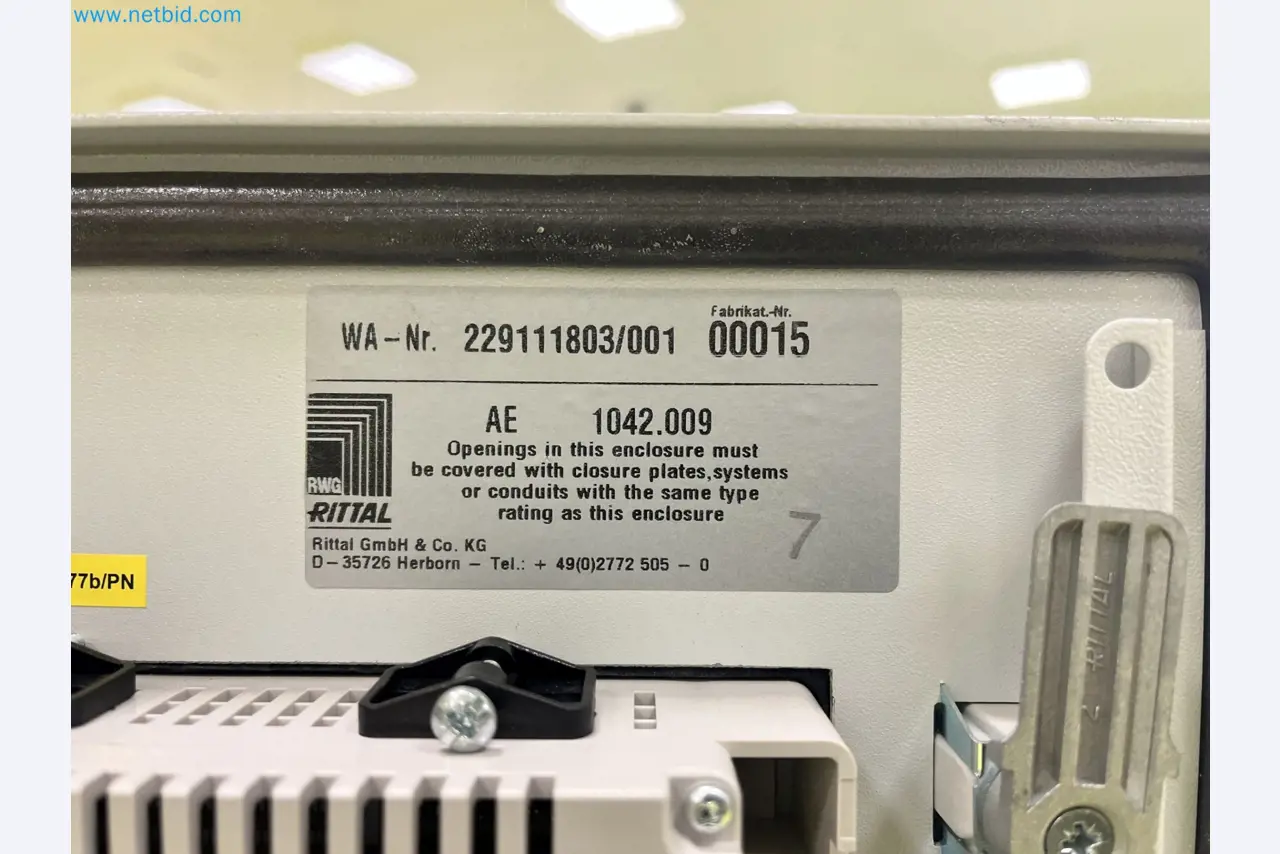 www.netbid.com
Fabrikat.-Nr.
WA-Nr. 229111803/001 00015
AE 1042.009
Openings in this enclosure must
be covered with closure plates,systems
or conduits with the same type
rating as this enclosure
7
RWG
RITTAL
Rittal GmbH & Co. KG
D-35726 Herborn - Tel.: + 49(0)2772 505 - 0
77b/PN
2 RITTAL